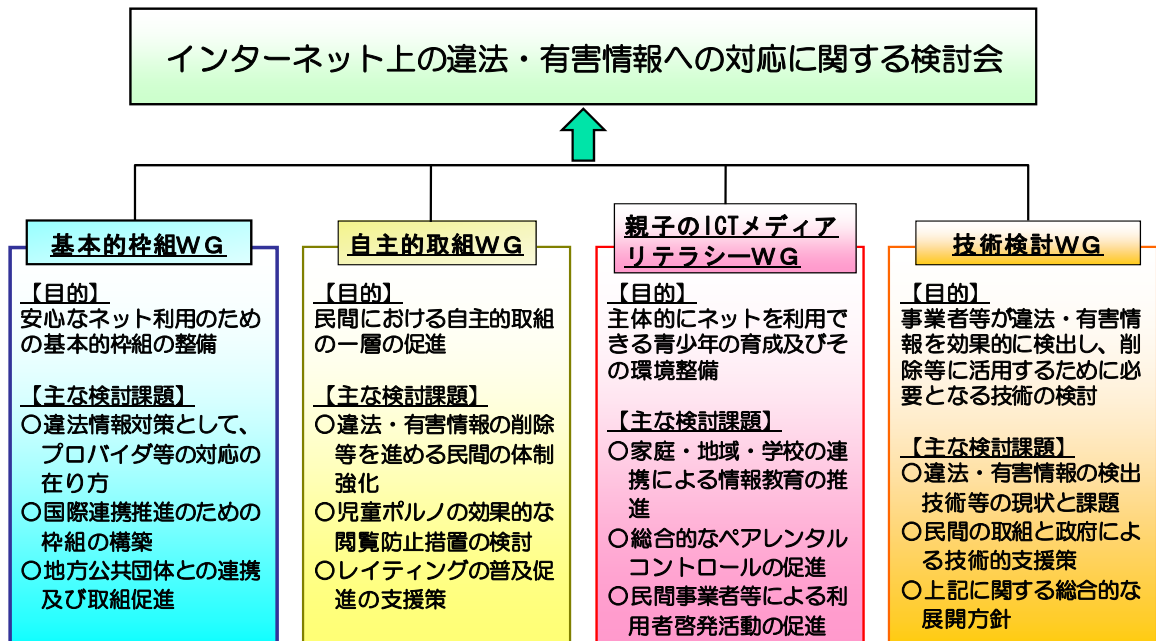 インターネット上の違法・有害情報への対応に関する検討会
基本的枠組WG
【目的】
安心なネット利用のため
の基本的枠組の整備
【主な検討課題】
○違法情報対策として、
プロバイダ等の対応の
在り方
○国際連携推進のための
枠組の構築
○地方公共団体との連携
及び取組促進
自主的取組WG
【目的】
民間における自主的取組
の一層の促進
【主な検討課題】
○違法・有害情報の削除
等を進める民間の体制
強化
○児童ポルノの効果的な
閲覧防止措置の検討
○レイティングの普及促
進の支援策
親子のICTメディア
リテラシーWG
【目的】
主体的にネットを利用で
きる青少年の育成及びそ
の環境整備
【主な検討課題】
○家庭・地域・学校の連
携による情報教育の推
進
○総合的なペアレンタル
コントロールの促進
○民間事業者等による利
用者啓発活動の促進
技術検討WG
【目的】
事業者等が違法・有害情
報を効果的に検出し、削
除等に活用するために必
要となる技術の検討
【主な検討課題】
○違法・有害情報の検出
技術等の現状と課題
○民間の取組と政府によ
る技術的支援策
○上記に関する総合的な
展開方針